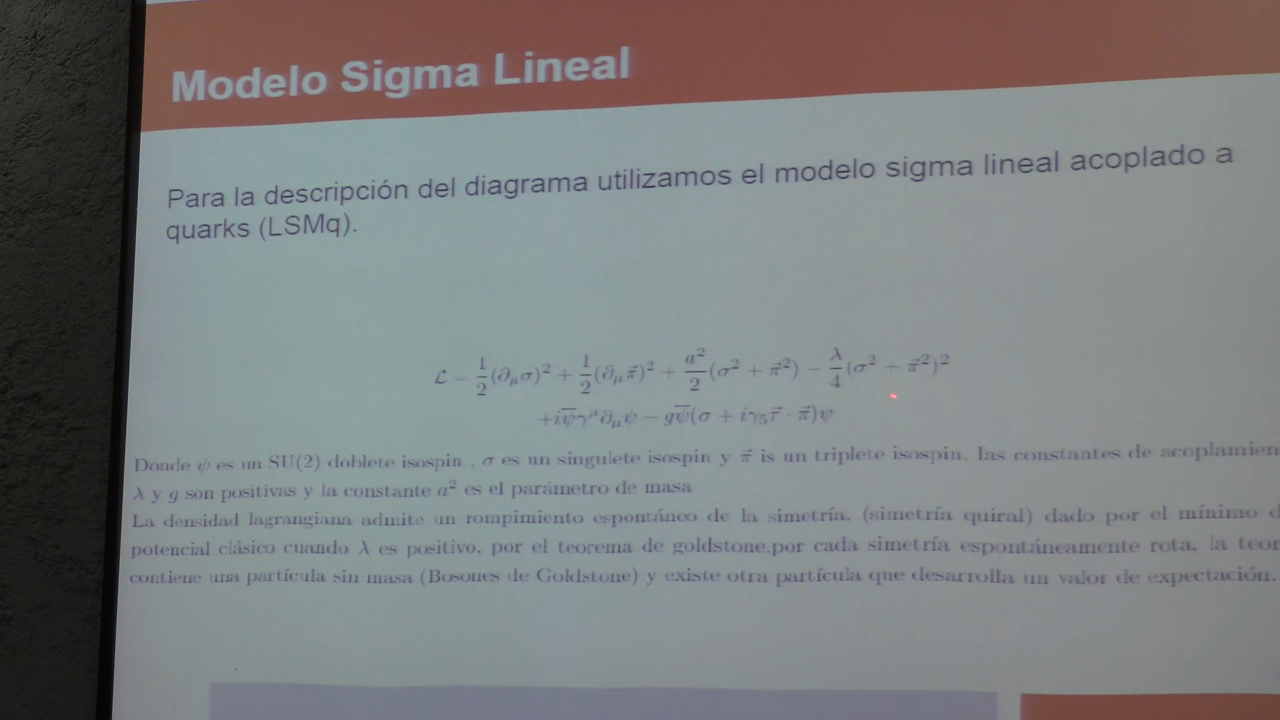 Modelo Sigma Lineal
Para la descripción del diagrama utilizamos el modelo sigma lineal acoplado a
quarks (LSMq).
ℒ = 1/2(∂_μσ)² + 1/2(∂_μπ⃗)² + a²/2(σ² + π⃗²) − λ/4(σ² + π⃗²)²
+iψ̄γ^μ∂_μψ − gψ̄(σ + iγ₅τ⃗ · π⃗)ψ
Donde ψ es un SU(2) doblete isospin , σ es un singulete isospin y π⃗ is un triplete isospin. las constantes de
λ y g son positivas y la constante a² es el parámetro de masa
La densidad lagrangiana admite un rompimiento espontáneo de la simetría, (simetría quiral) dado por el mínimo
potencial clásico cuando λ es positivo, por el teorema de goldstone,por cada simetría espontáneamente rota, la
contiene una partícula sin masa (Bosones de Goldstone) y existe otra partícula que desarrolla un valor de expectación.